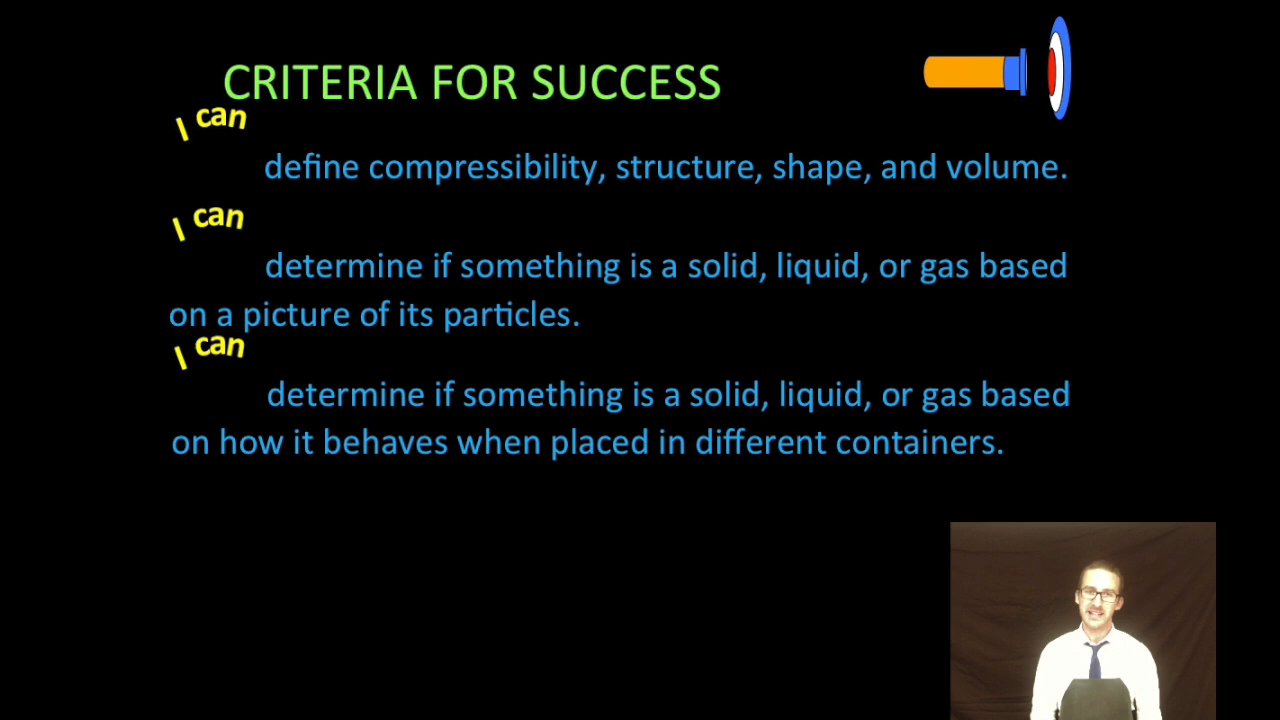 CRITERIA FOR SUCCESS
I can
define compressibility, structure, shape, and volume.
I can
determine if something is a solid, liquid, or gas based
on a picture of its particles.
I can
determine if something is a solid, liquid, or gas based
on how it behaves when placed in different containers.